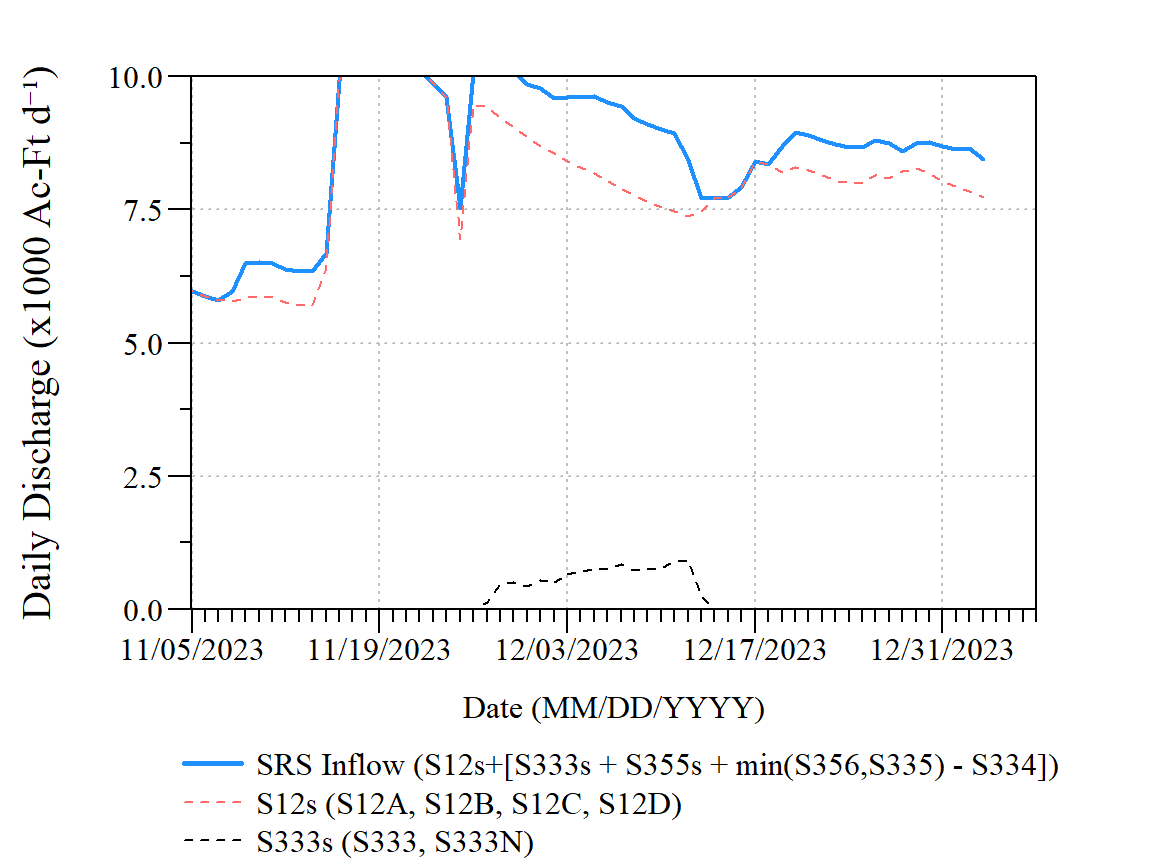 Daily Discharge (x1000 Ac-Ft d⁻¹)
10.0
7.5
5.0
2.5
0.0
11/05/2023 11/19/2023 12/03/2023 12/17/2023 12/31/2023
Date (MM/DD/YYYY)
SRS Inflow (S12s+[S333s + S355s + min(S356,S335) - S334])
S12s (S12A, S12B, S12C, S12D)
S333s (S333, S333N)